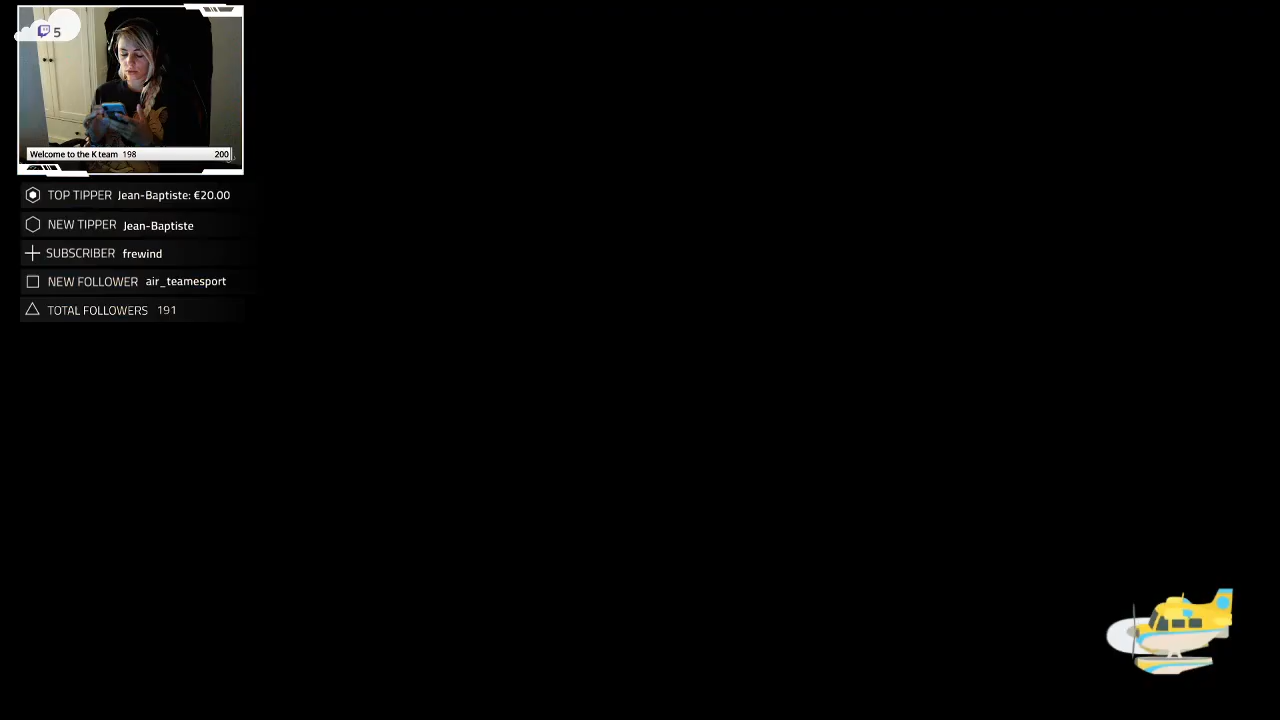 5
Welcome to the K team 198 200
TOP TIPPER Jean-Baptiste: €20.00
NEW TIPPER Jean-Baptiste
SUBSCRIBER frewind
NEW FOLLOWER air_teamesport
TOTAL FOLLOWERS 191